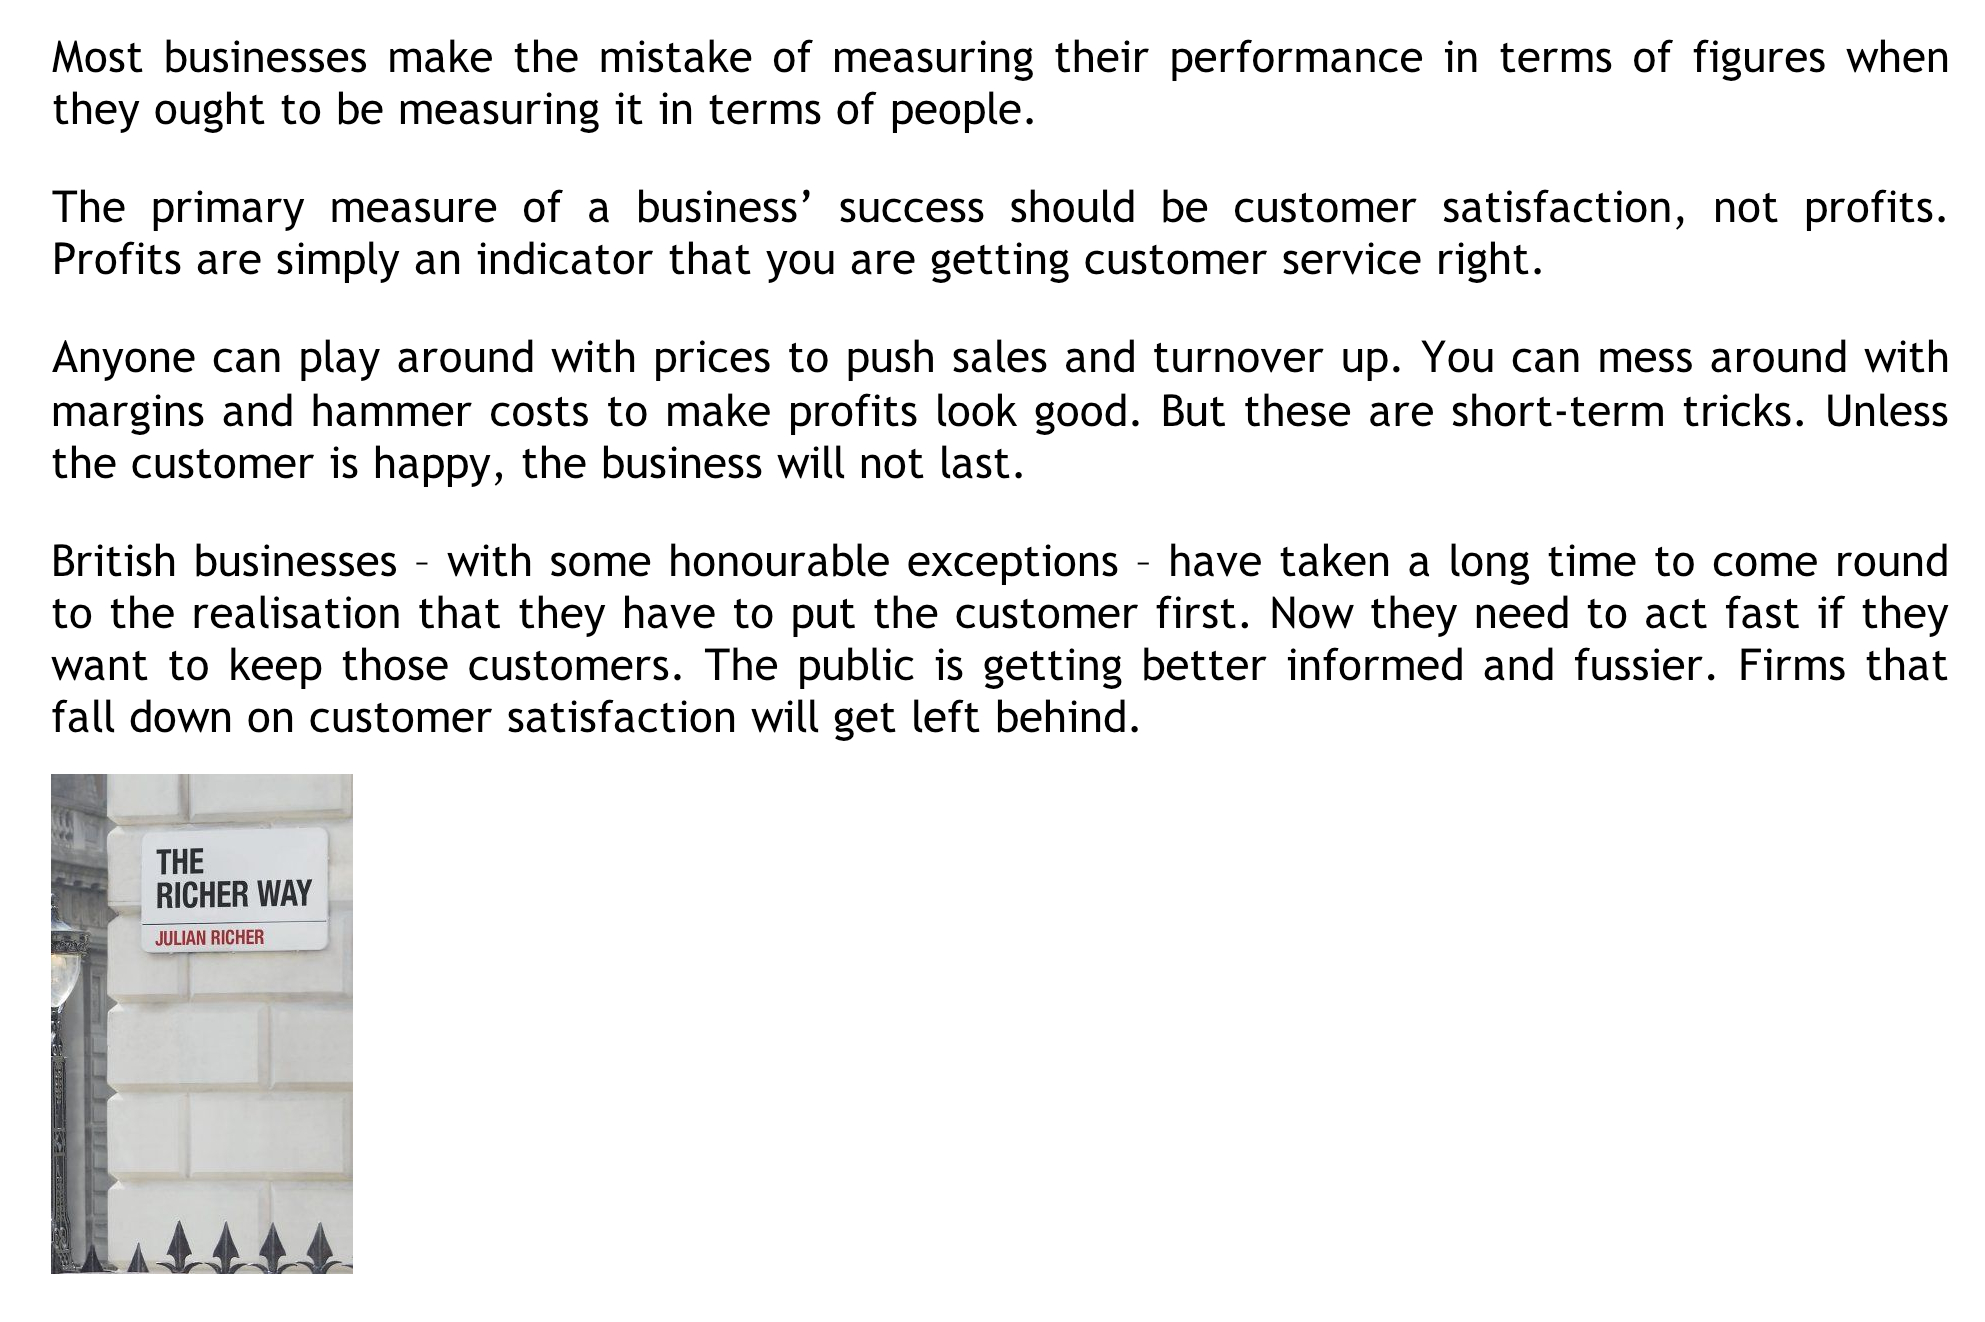 Most businesses make the mistake of measuring their performance in terms of figures when
they ought to be measuring it in terms of people.
The primary measure of a business’ success should be customer satisfaction, not profits.
Profits are simply an indicator that you are getting customer service right.
Anyone can play around with prices to push sales and turnover up. You can mess around with
margins and hammer costs to make profits look good. But these are short-term tricks. Unless
the customer is happy, the business will not last.
British businesses – with some honourable exceptions – have taken a long time to come round
to the realisation that they have to put the customer first. Now they need to act fast if they
want to keep those customers. The public is getting better informed and fussier. Firms that
fall down on customer satisfaction will get left behind.
THE
RICHER WAY
JULIAN RICHER